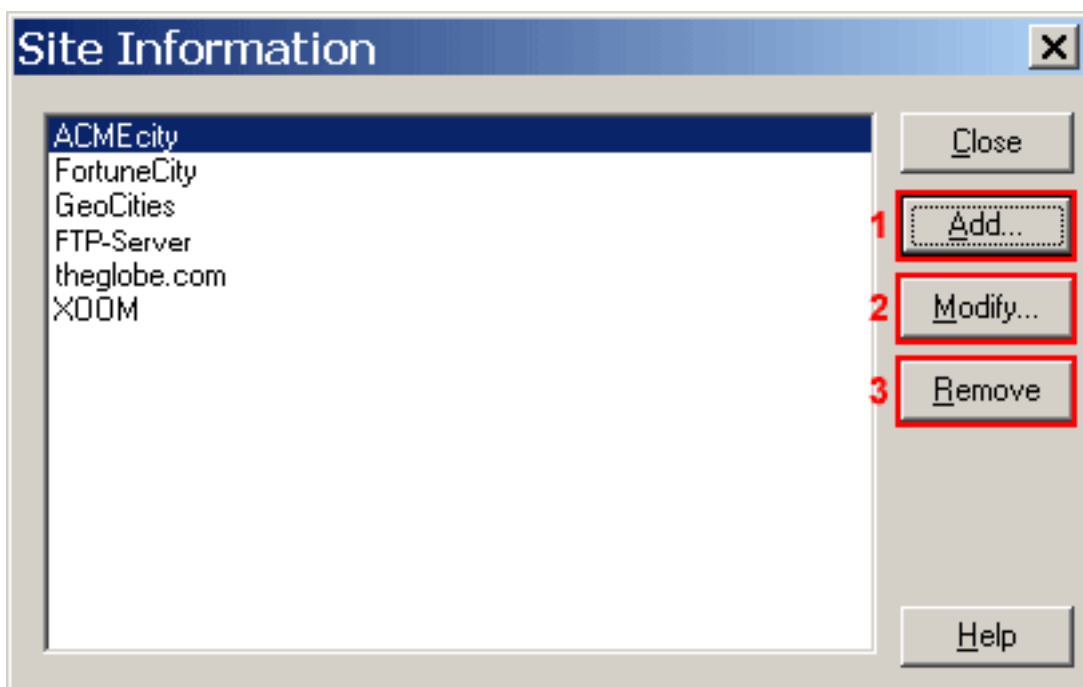 Site Information
ACMEcity
FortuneCity
GeoCities
FTP-Server
theglobe.com
XOOM
Close
1 Add...
2 Modify...
3 Remove
Help